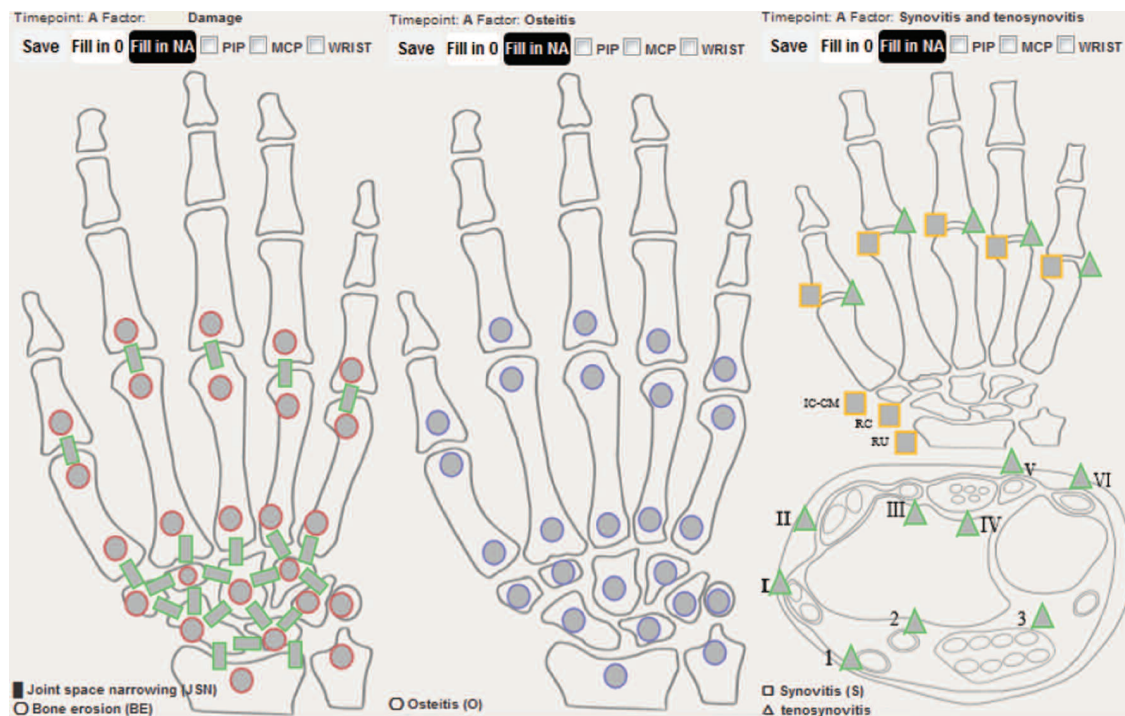 Timepoint: A Factor: Damage
Save Fill in 0 Fill in NA PIP MCP WRIST
Joint space narrowing (JSN)
Bone erosion (BE)
Timepoint: A Factor: Osteitis
Save Fill in 0 Fill in NA PIP MCP WRIST
Osteitis (O)
Timepoint: A Factor: Synovitis and tenosynovitis
Save Fill in 0 Fill in NA PIP MCP WRIST
IC-CM
RC
RU
V
VI
II
III
IV
I
2
3
1
Synovitis (S)
tenosynovitis